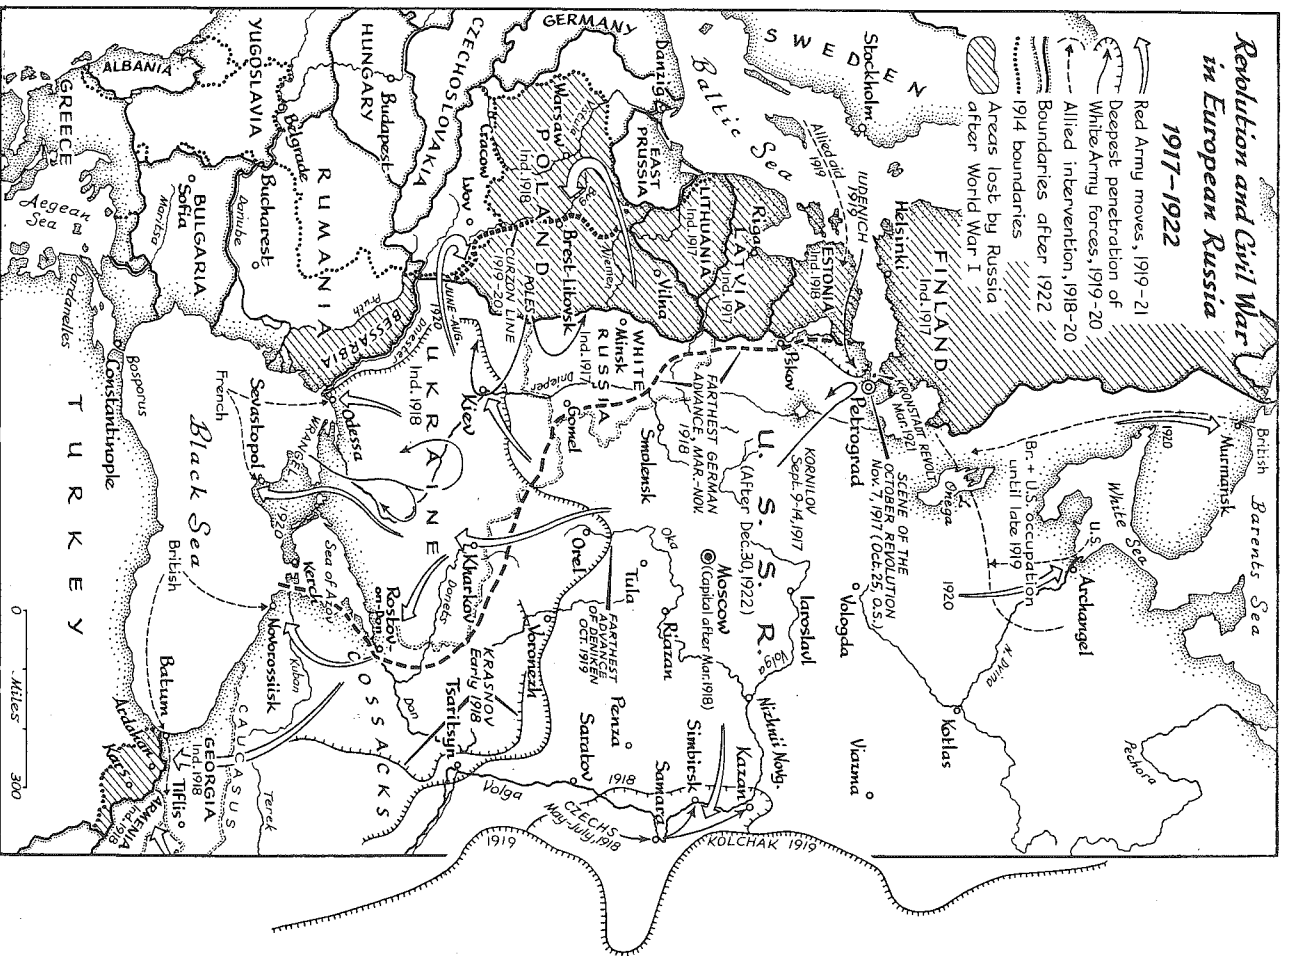 Revolution and Civil War
in European Russia
1917–1922
Red Army moves, 1919–21
Deepest penetration of
White Army forces, 1919–20
Allied intervention, 1918–20
Boundaries after 1922
1914 boundaries
Areas lost by Russia
after World War I
SWEDEN
Stockholm
Baltic Sea
Allied aid
1919
IUDENICH
1919
Helsinki
FINLAND
Ind. 1917
British
Murmansk
Barents Sea
1920
White Sea
Br. + U.S. occupation
until late 1919
U.S.
Archangel
1920
Onega
N. Dvina
Pechora
Kotlas
KRONSTADT REVOLT
Mar. 1921
Petrograd
SCENE OF THE
OCTOBER REVOLUTION
Nov. 7, 1917 (Oct. 25, O.S.)
KORNILOV
Sept. 9–14, 1917
Vologda
Viazma
ESTONIA
Ind. 1918
Riga
LATVIA
Ind. 1917
LITHUANIA
Ind. 1917
Pskov
U. S. S. R.
(After Dec. 30, 1922)
Iaroslavl
Volga
Nizhnii Novg.
Kazan
Moscow
(Capital after Mar. 1918)
Simbirsk
Samara
KOLCHAK 1919
1919
CZECHS
May–July, 1918
1918
Volga
FARTHEST GERMAN
ADVANCE, MAR.–NOV.
1918
Danzig
EAST
PRUSSIA
GERMANY
Vilna
Niemen
WHITE
RUSSIA
Ind. 1917
Minsk
Smolensk
Oka
Tula
Riazan
Penza
Saratov
Warsaw
Vistula
POLAND
Ind. 1918
Brest-Litovsk
CURZON LINE
1919–20
POLES
Dnieper
Gomel
Orel
FARTHEST
ADVANCE
OF DENIKEN
OCT. 1919
Voronezh
KRASNOV
Early 1918
Tsaritsyn
Don
Cracow
Lwow
CZECHOSLOVAKIA
JUNE–AUG.
1920
Kiev
UKRAINE
Ind. 1918
Kharkov
Donets
Rostov-
on-Don
COSSACKS
HUNGARY
Budapest
RUMANIA
Pruth
BESSARABIA
Dniester
Odessa
WRANGEL
1920
Sevastopol
French
Sea of Azov
Kerch
Novorossiisk
Kuban
CAUCASUS
Terek
YUGOSLAVIA
Belgrade
Bucharest
Danube
BULGARIA
Sofia
Maritsa
Black Sea
British
Batum
GEORGIA
Ind. 1918
Tiflis
Ardahan
Kars
ARMENIA
Ind. 1918
ALBANIA
GREECE
Aegean
Sea
Dardanelles
Bosporus
Constantinople
TURKEY
0 Miles 300